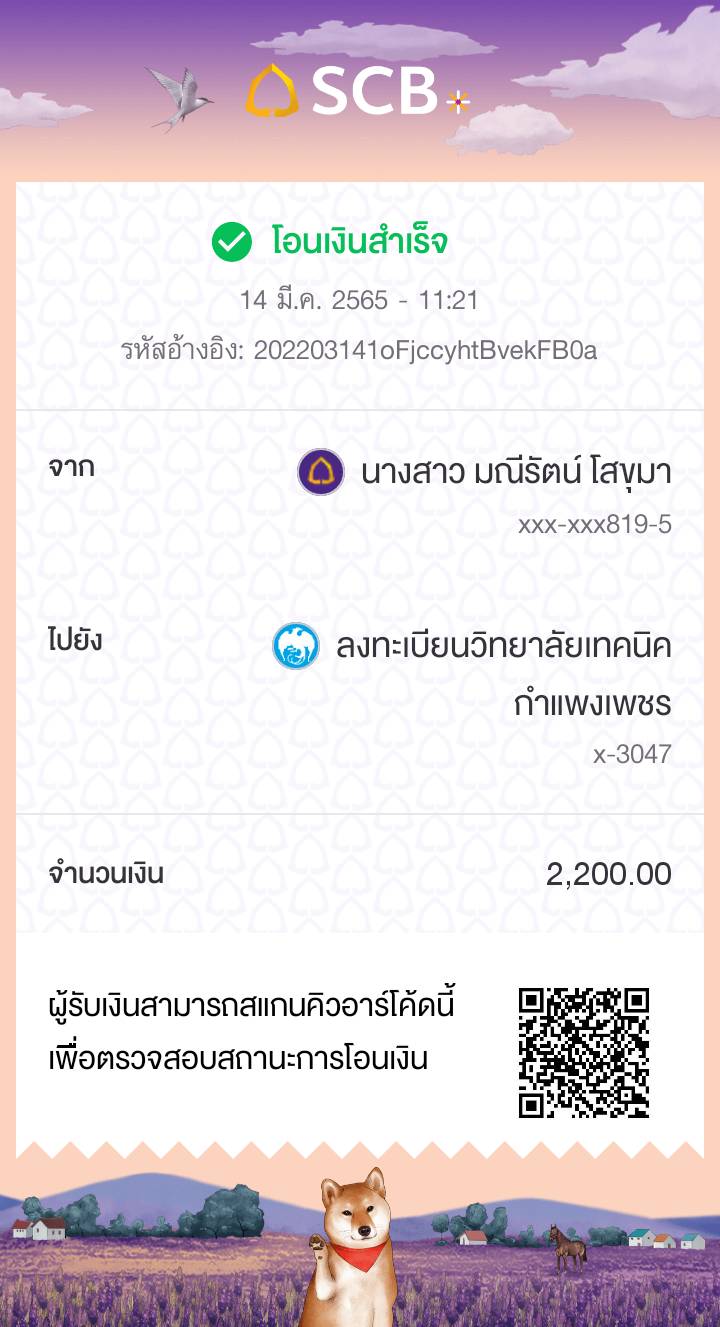 SCB
โอนเงินสำเร็จ
14 มี.ค. 2565 - 11:21
รหัสอ้างอิง: 202203141oFjccyhtBvekFB0a
จาก
นางสาว มณีรัตน์ โสขุมา
xxx-xxx819-5
ไปยัง
ลงทะเบียนวิทยาลัยเทคนิค
กำแพงเพชร
x-3047
จำนวนเงิน
2,200.00
ผู้รับเงินสามารถสแกนคิวอาร์โค้ดนี้
เพื่อตรวจสอบสถานะการโอนเงิน